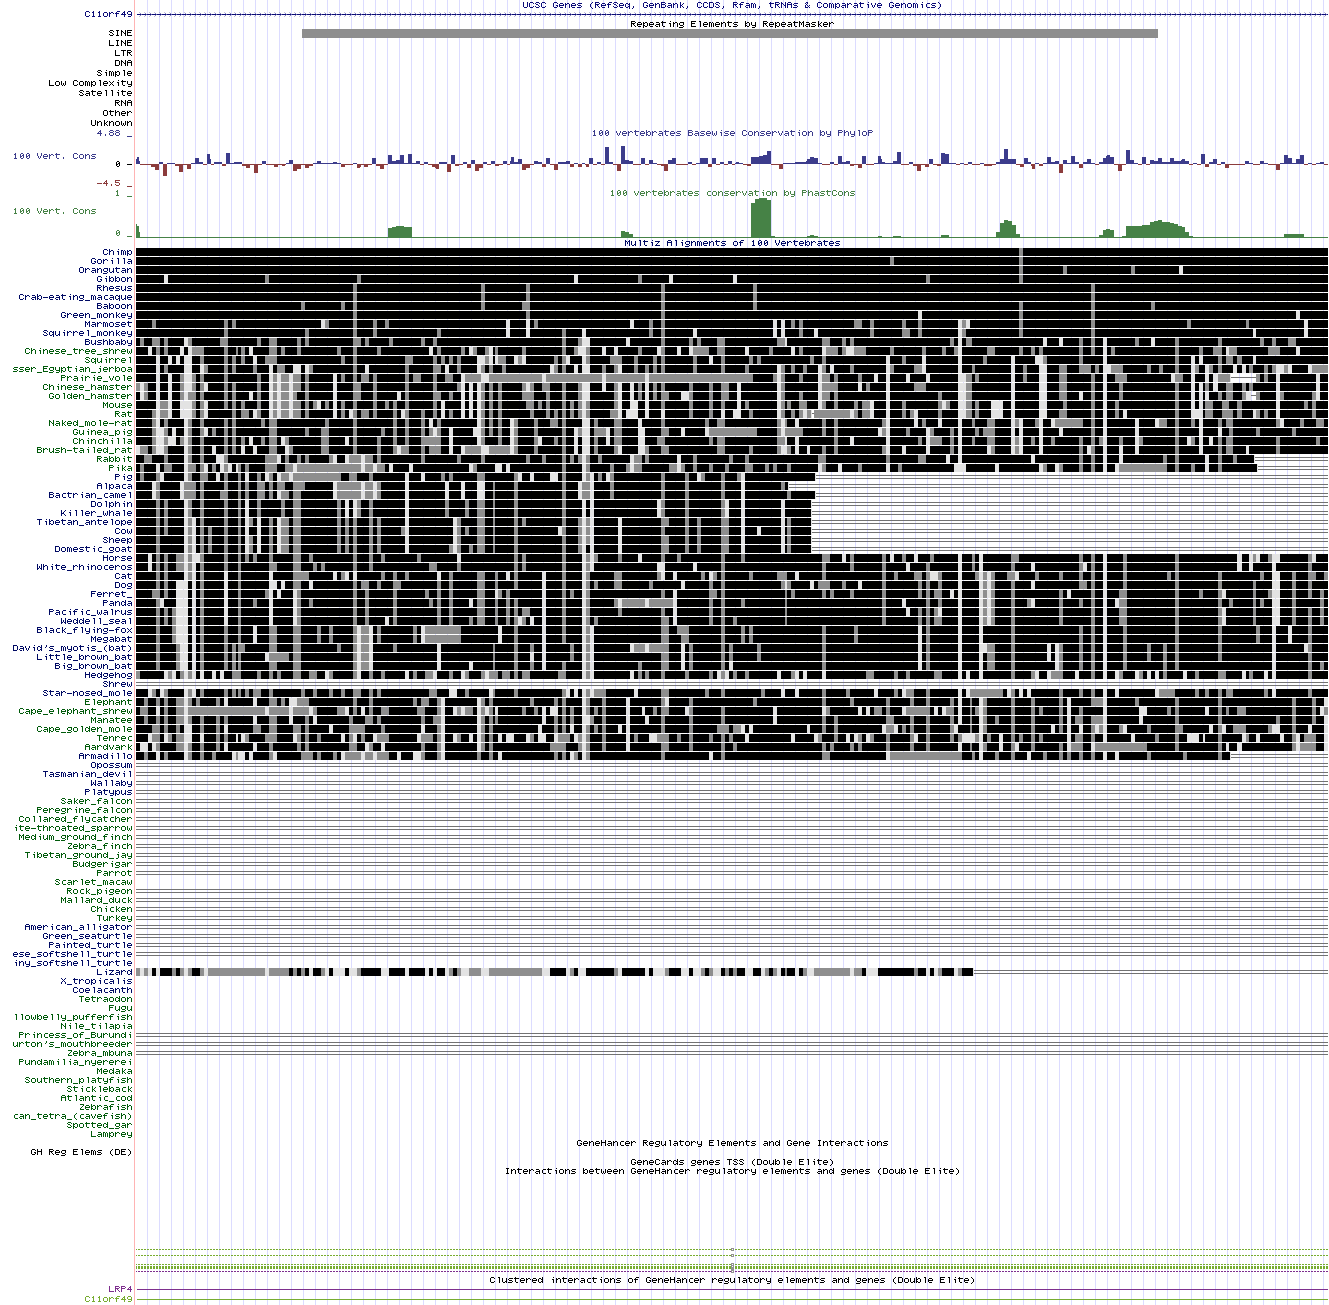 UCSC Genes (RefSeq, GenBank, CCDS, Rfam, tRNAs & Comparative Genomics)
C11orf49
Repeating Elements by RepeatMasker
SINE
LINE
LTR
DNA
Simple
Low Complexity
Satellite
RNA
Other
Unknown
4.88 _
100 vertebrates Basewise Conservation by PhyloP
100 Vert. Cons
0 _
-4.5 _
100 vertebrates conservation by PhastCons
1 _
100 Vert. Cons
0 _
Multiz Alignments of 100 Vertebrates
Chimp
Gorilla
Orangutan
Gibbon
Rhesus
Crab-eating_macaque
Baboon
Green_monkey
Marmoset
Squirrel_monkey
Bushbaby
Chinese_tree_shrew
Squirrel
sser_Egyptian_jerboa
Prairie_vole
Chinese_hamster
Golden_hamster
Mouse
Rat
Naked_mole-rat
Guinea_pig
Chinchilla
Brush-tailed_rat
Rabbit
Pika
Pig
Alpaca
Bactrian_camel
Dolphin
Killer_whale
Tibetan_antelope
Cow
Sheep
Domestic_goat
Horse
White_rhinoceros
Cat
Dog
Ferret_
Panda
Pacific_walrus
Weddell_seal
Black_flying-fox
Megabat
David's_myotis_(bat)
Little_brown_bat
Big_brown_bat
Hedgehog
Shrew
Star-nosed_mole
Elephant
Cape_elephant_shrew
Manatee
Cape_golden_mole
Tenrec
Aardvark
Armadillo
Opossum
Tasmanian_devil
Wallaby
Platypus
Saker_falcon
Peregrine_falcon
Collared_flycatcher
ite-throated_sparrow
Medium_ground_finch
Zebra_finch
Tibetan_ground_jay
Budgerigar
Parrot
Scarlet_macaw
Rock_pigeon
Mallard_duck
Chicken
Turkey
American_alligator
Green_seaturtle
Painted_turtle
ese_softshell_turtle
iny_softshell_turtle
Lizard
X_tropicalis
Coelacanth
Tetraodon
Fugu
llowbelly_pufferfish
Nile_tilapia
Princess_of_Burundi
urton's_mouthbreeder
Zebra_mbuna
Pundamilia_nyererei
Medaka
Southern_platyfish
Stickleback
Atlantic_cod
Zebrafish
can_tetra_(cavefish)
Spotted_gar
Lamprey
GeneHancer Regulatory Elements and Gene Interactions
GH Reg Elems (DE)
GeneCards genes TSS (Double Elite)
Interactions between GeneHancer regulatory elements and genes (Double Elite)
Clustered interactions of GeneHancer regulatory elements and genes (Double Elite)
LRP4
C11orf49